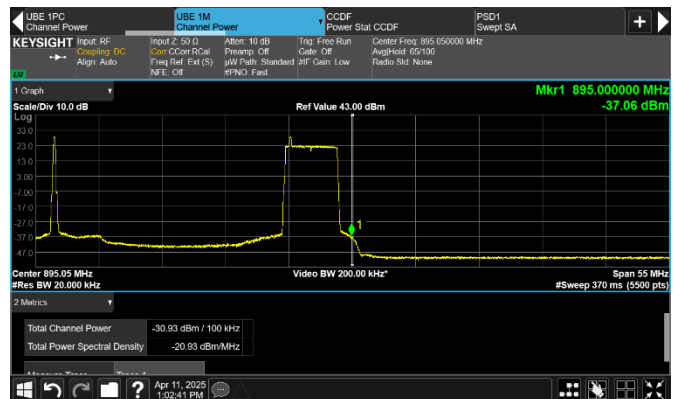 UBE 1PC
Channel Power
UBE 1M
Channel Power
CCDF
Power Stat CCDF
PSD1
Swept SA
+
KEYSIGHT
Input: RF
Coupling: DC
Align: Auto
Input Z: 50 Ω
Corr CCorr RCal
Freq Ref: Ext (S)
NFE: Off
Atten: 10 dB
Preamp: Off
µW Path: Standard
#PNO: Fast
Trig: Free Run
Gate: Off
#IF Gain: Low
Center Freq: 895.050000 MHz
Avg|Hold: 65/100
Radio Std: None
LM
1 Graph
Scale/Div 10.0 dB
Ref Value 43.00 dBm
Mkr1 895.000000 MHz
-37.06 dBm
Log
33.0
23.0
13.0
3.00
-7.00
-17.0
-27.0
-37.0
-47.0
1
Center 895.05 MHz
#Res BW 20.000 kHz
Video BW 200.00 kHz*
Span 55 MHz
#Sweep 370 ms (5500 pts)
2 Metrics
Total Channel Power -30.93 dBm / 100 kHz
Total Power Spectral Density -20.93 dBm/MHz
?
Apr 11, 2025
1:02:41 PM